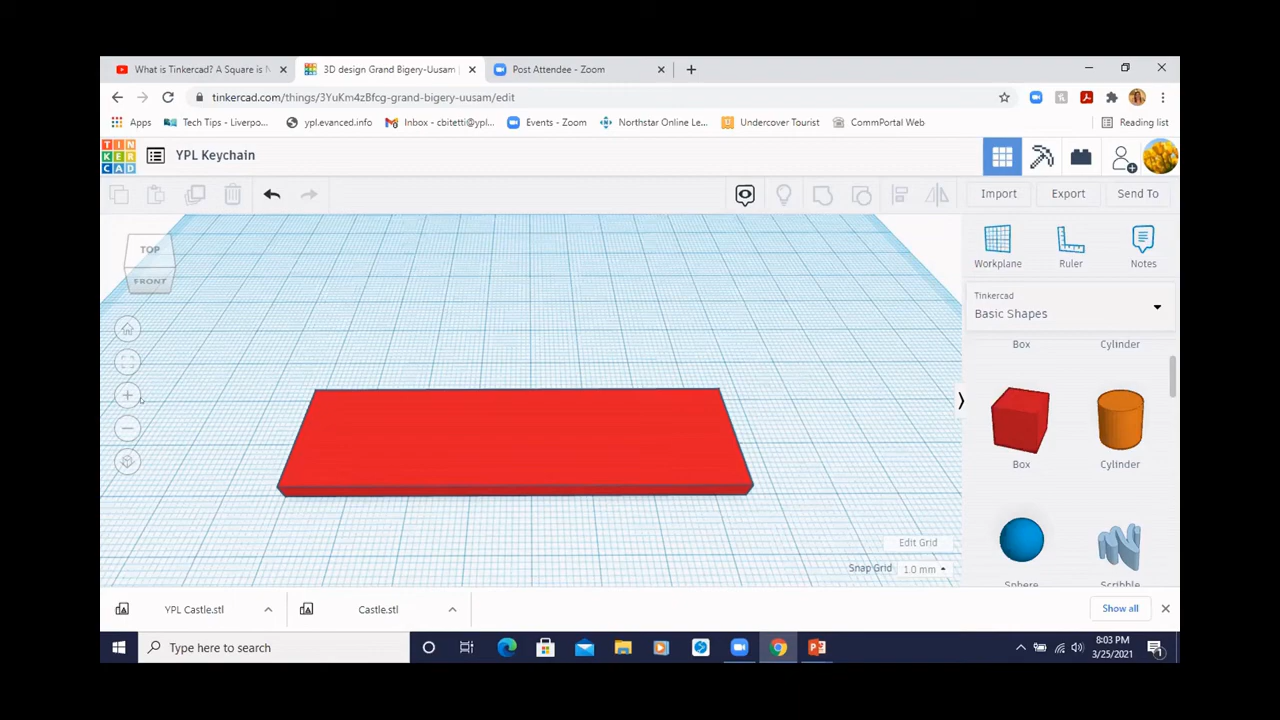 What is Tinkercad? A Square is N
3D design Grand Bigery-Uusam |
Post Attendee - Zoom
tinkercad.com/things/3YuKm4zBfcg-grand-bigery-uusam/edit
Apps
Tech Tips - Liverpo...
ypl.evanced.info
Inbox - cbitetti@ypl...
Events - Zoom
Northstar Online Le...
Undercover Tourist
CommPortal Web
Reading list
TIN
KER
CAD
YPL Keychain
Import
Export
Send To
TOP
FRONT
Workplane
Ruler
Notes
Tinkercad
Basic Shapes
Box
Cylinder
Box
Cylinder
Sphere
Scribble
Edit Grid
Snap Grid
1.0 mm
YPL Castle.stl
Castle.stl
Show all
Type here to search
8:03 PM
3/25/2021
1